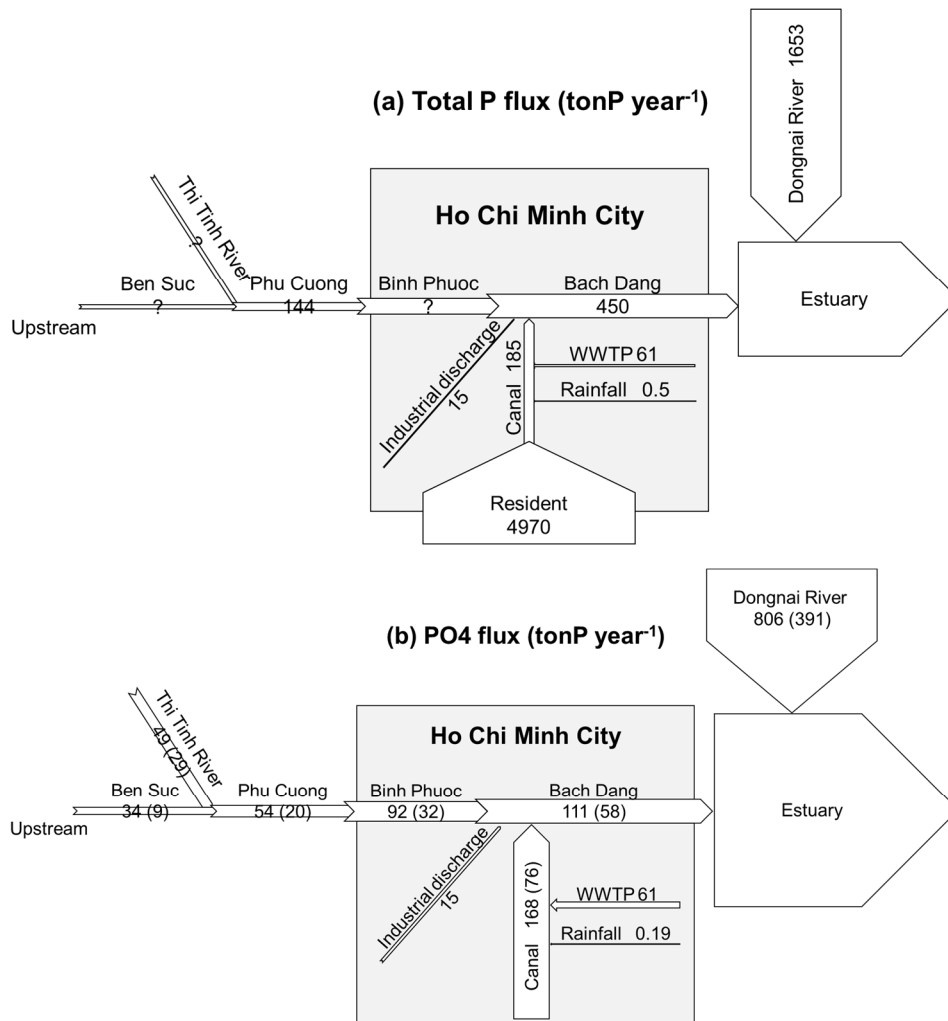 (a) Total P flux (tonP year-1)
Dongnai River 1653
Ho Chi Minh City
Thi Tinh River
?
Ben Suc
?
Phu Cuong
144
Binh Phuoc
?
Bach Dang
450
Estuary
Upstream
Industrial discharge
15
Canal 185
WWTP 61
Rainfall 0.5
Resident
4970
(b) PO4 flux (tonP year-1)
Dongnai River
806 (391)
Ho Chi Minh City
Thi Tinh River
49 (29)
Ben Suc
34 (9)
Phu Cuong
54 (20)
Binh Phuoc
92 (32)
Bach Dang
111 (58)
Estuary
Upstream
Industrial discharge
15
Canal 168 (76)
WWTP 61
Rainfall 0.19